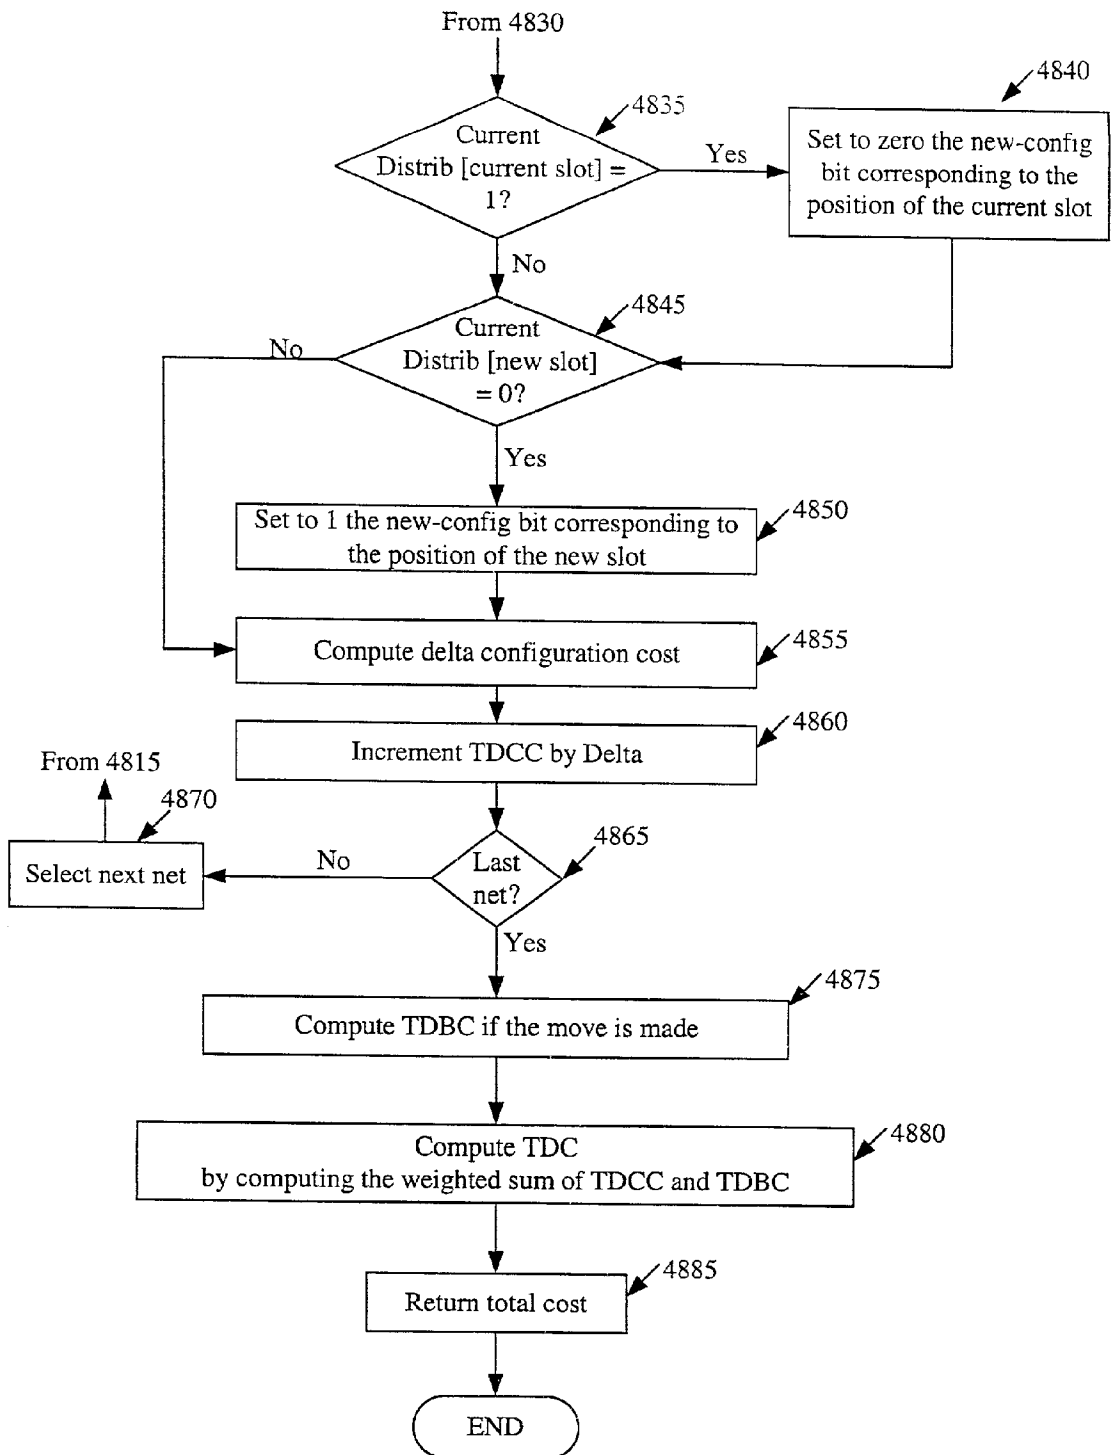 From 4830
4835
4840
Current
Distrib [current slot] =
1?
Yes
Set to zero the new-config
bit corresponding to the
position of the current slot
No
4845
Current
Distrib [new slot]
= 0?
No
Yes
4850
Set to 1 the new-config bit corresponding to
the position of the new slot
4855
Compute delta configuration cost
4860
Increment TDCC by Delta
From 4815
4870
4865
Select next net
No
Last
net?
Yes
4875
Compute TDBC if the move is made
4880
Compute TDC
by computing the weighted sum of TDCC and TDBC
4885
Return total cost
END